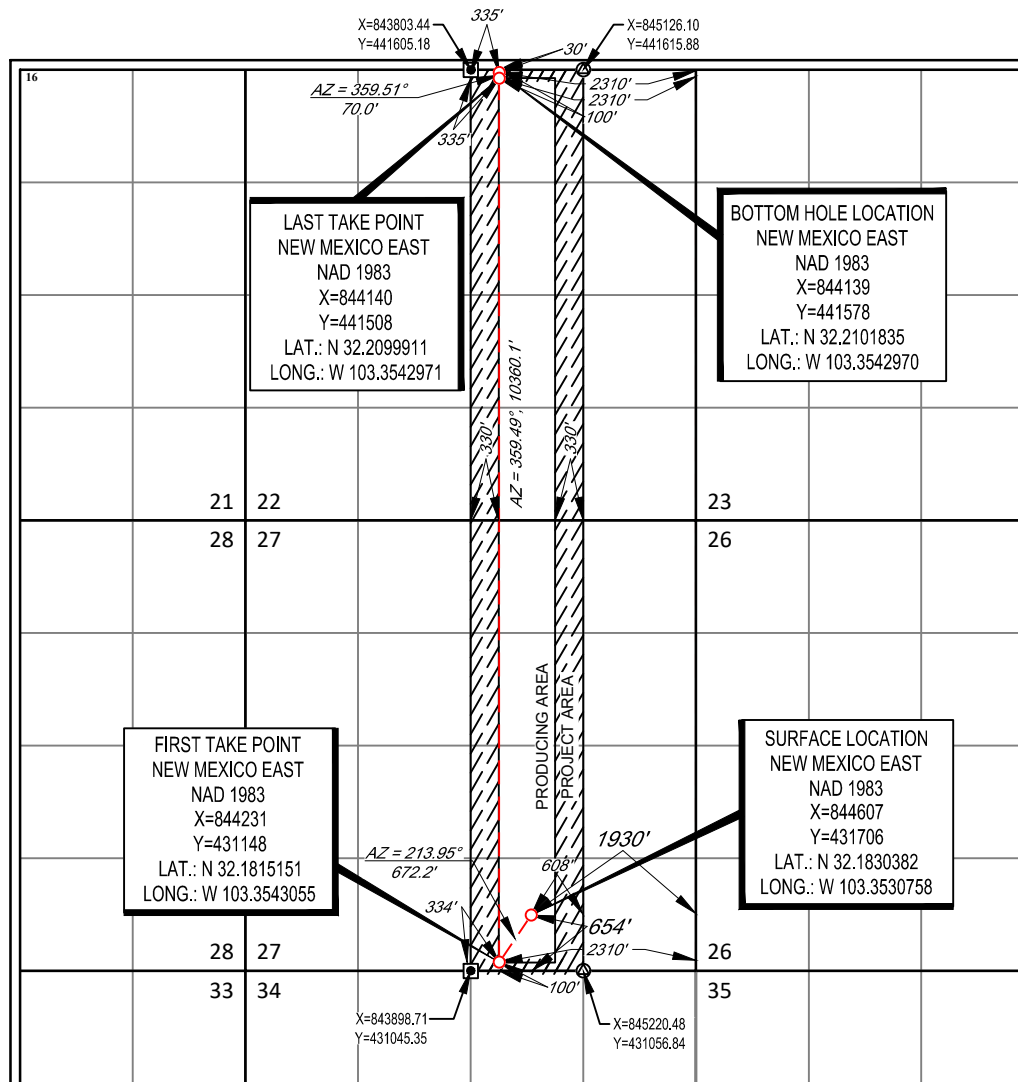 X=843803.44
Y=441605.18
335'
X=845126.10
Y=441615.88
30'
16
AZ = 359.51°
70.0'
2310'
2310'
100'
335'
LAST TAKE POINT
NEW MEXICO EAST
NAD 1983
X=844140
Y=441508
LAT.: N 32.2099911
LONG.: W 103.3542971
BOTTOM HOLE LOCATION
NEW MEXICO EAST
NAD 1983
X=844139
Y=441578
LAT.: N 32.2101835
LONG.: W 103.3542970
AZ = 359.49°, 10360.1'
330'
330'
21 22
23
28 27
26
PRODUCING AREA
PROJECT AREA
FIRST TAKE POINT
NEW MEXICO EAST
NAD 1983
X=844231
Y=431148
LAT.: N 32.1815151
LONG.: W 103.3543055
SURFACE LOCATION
NEW MEXICO EAST
NAD 1983
X=844607
Y=431706
LAT.: N 32.1830382
LONG.: W 103.3530758
AZ = 213.95°
672.2'
1930'
608'
334'
654'
2310'
28 27
26
33 34
35
100'
X=843898.71
Y=431045.35
X=845220.48
Y=431056.84